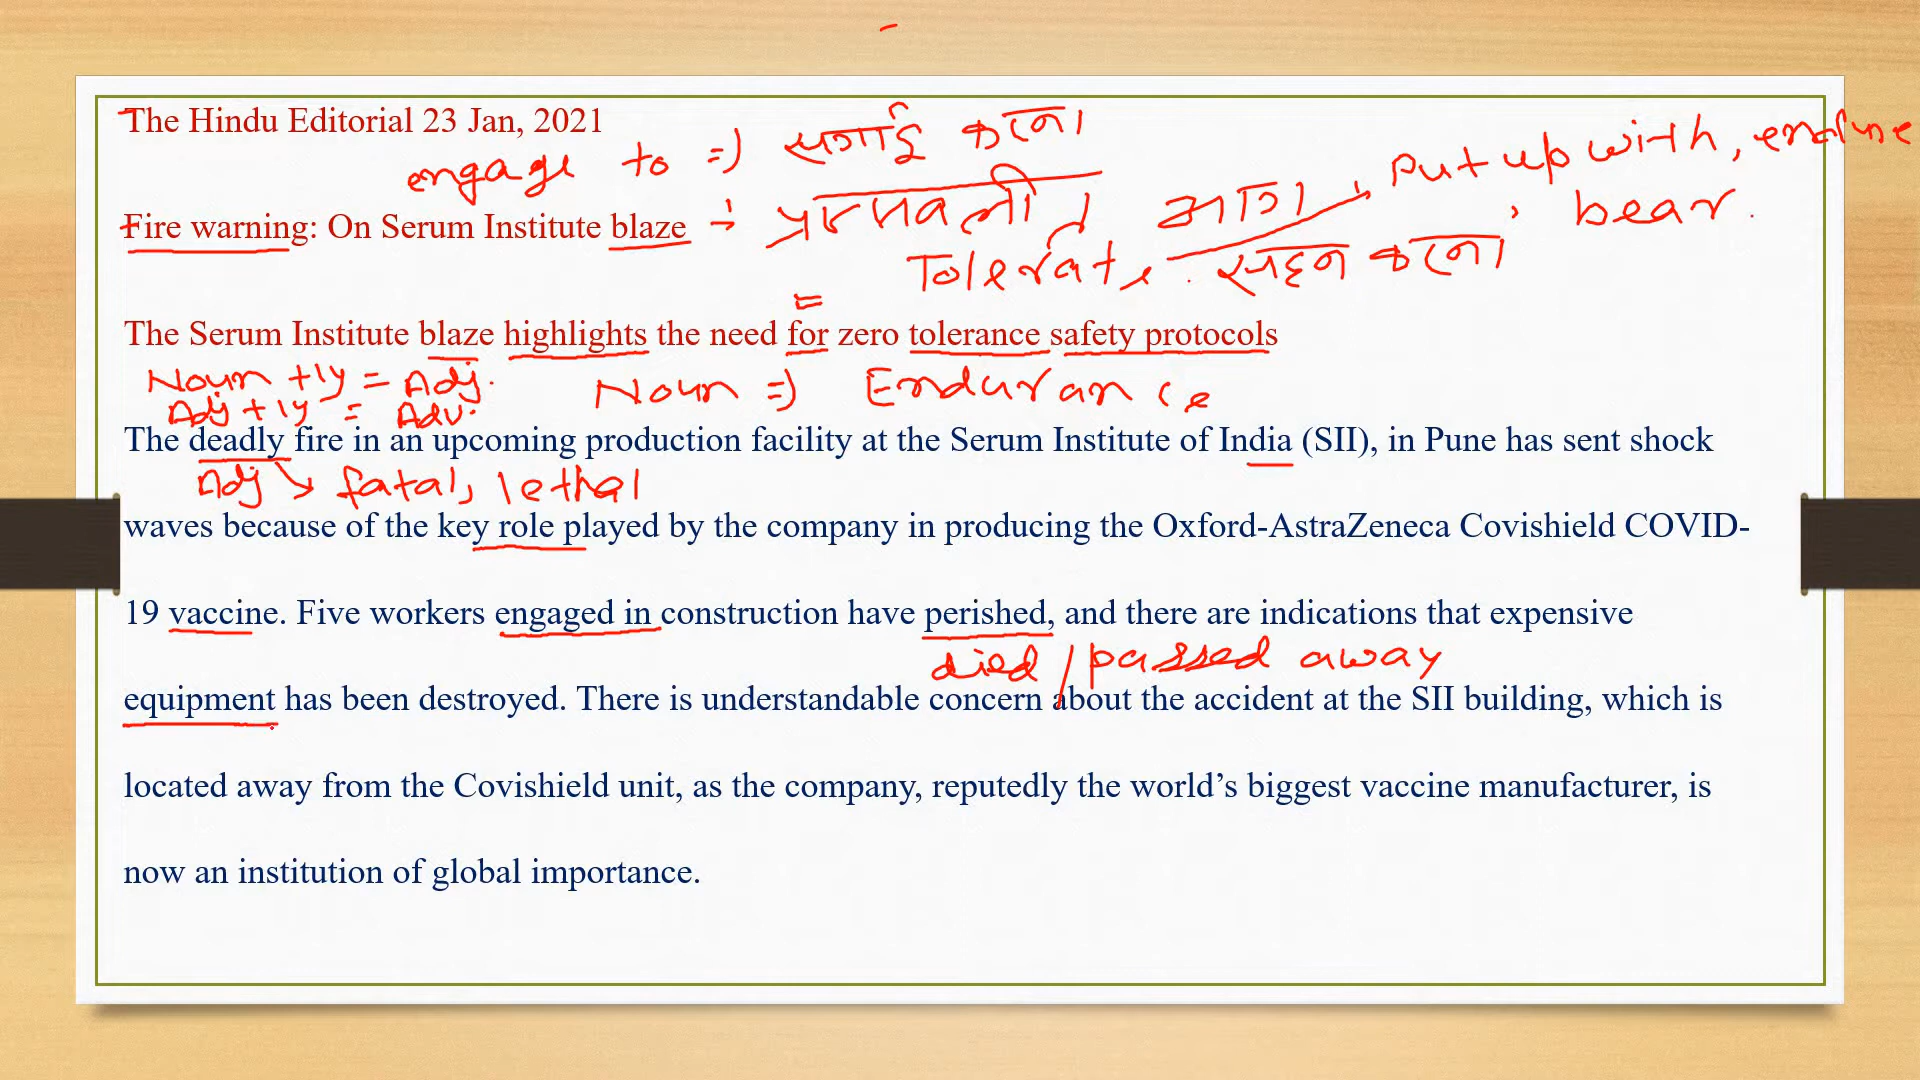 The Hindu Editorial 23 Jan, 2021
engage to => सगाई करना
Put up with, endure
Fire warning: On Serum Institute blaze ÷ प्रज्जवलीत आग
, bear.
Tolerate. सहन करना
=
The Serum Institute blaze highlights the need for zero tolerance safety protocols
Noun + ly = Adj.
Noun => Endurance
Adj + ly = Adv.
The deadly fire in an upcoming production facility at the Serum Institute of India (SII), in Pune has sent shock
Adj fatal, lethal
waves because of the key role played by the company in producing the Oxford-AstraZeneca Covishield COVID-
19 vaccine. Five workers engaged in construction have perished, and there are indications that expensive
died / passed away
equipment has been destroyed. There is understandable concern about the accident at the SII building, which is
located away from the Covishield unit, as the company, reputedly the world’s biggest vaccine manufacturer, is
now an institution of global importance.